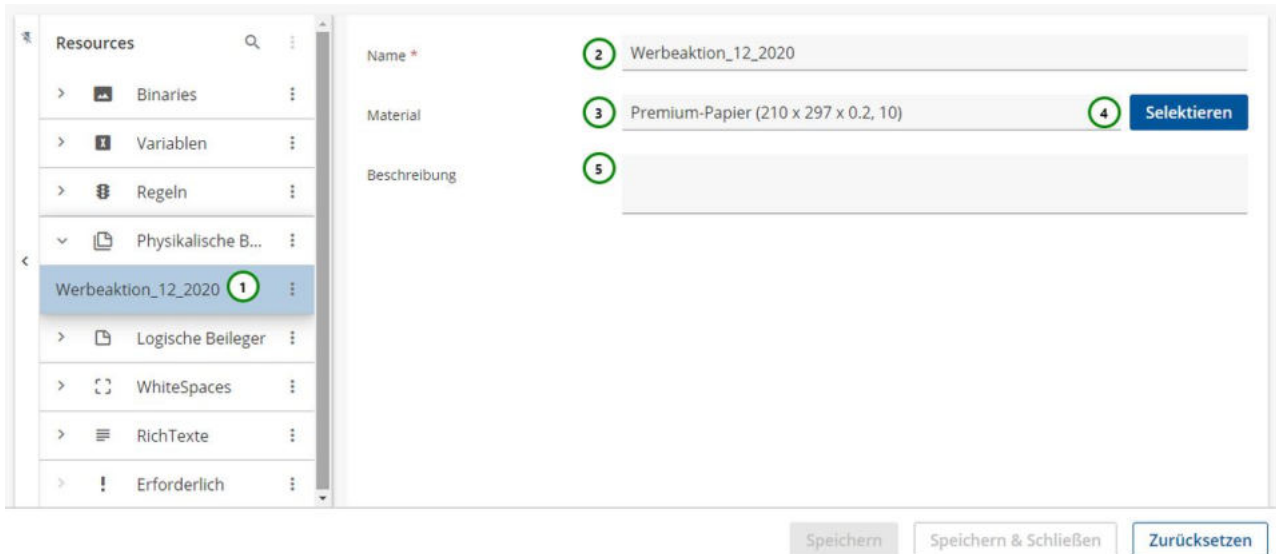 Resources
Binaries
Variablen
Regeln
Physikalische B...
Werbeaktion_12_2020 1
Logische Beileger
WhiteSpaces
RichTexte
Erforderlich
Name * 2 Werbeaktion_12_2020
Material 3 Premium-Papier (210 x 297 x 0.2, 10) 4 Selektieren
Beschreibung 5
Speichern Speichern & Schließen Zurücksetzen